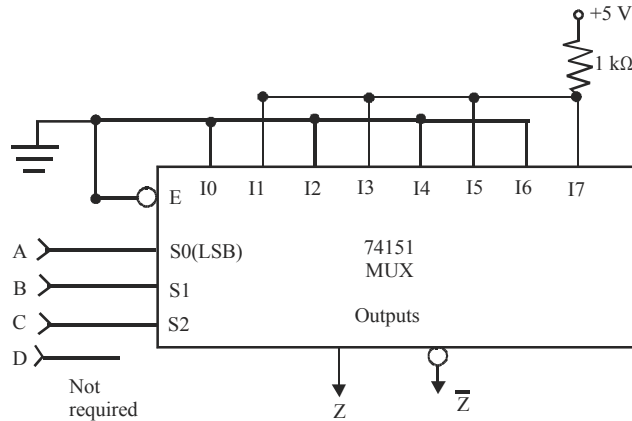 +5 V
1 kΩ
E
I0 I1 I2 I3 I4 I5 I6 I7
A
S0(LSB)
74151
MUX
B
S1
C
S2
Outputs
D
Not
required
Z
Z̅